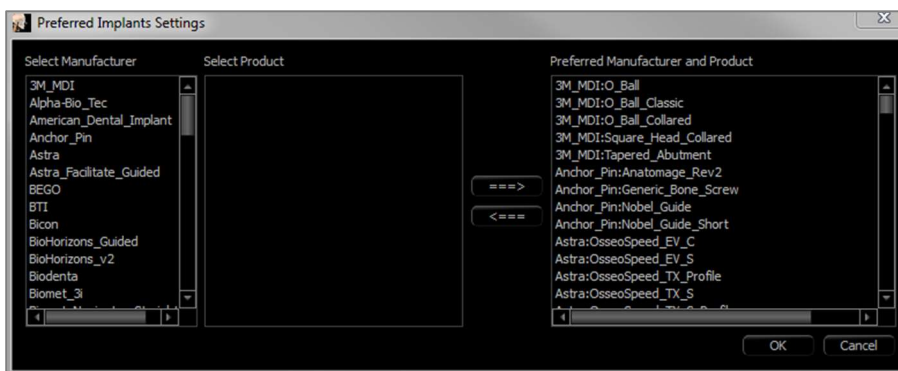 Preferred Implants Settings
Select Manufacturer
3M_MDI
Alpha-Bio_Tec
American_Dental_Implant
Anchor_Pin
Astra
Astra_Facilitate_Guided
BEGO
BTI
Bicon
BioHorizons_Guided
BioHorizons_v2
Biodenta
Biomet_3i
Select Product
===>
<===
Preferred Manufacturer and Product
3M_MDI:O_Ball
3M_MDI:O_Ball_Classic
3M_MDI:O_Ball_Collared
3M_MDI:Square_Head_Collared
3M_MDI:Tapered_Abutment
Anchor_Pin:Anatomage_Rev2
Anchor_Pin:Generic_Bone_Screw
Anchor_Pin:Nobel_Guide
Anchor_Pin:Nobel_Guide_Short
Astra:OsseoSpeed_EV_C
Astra:OsseoSpeed_EV_S
Astra:OsseoSpeed_TX_Profile
Astra:OsseoSpeed_TX_S
OK
Cancel